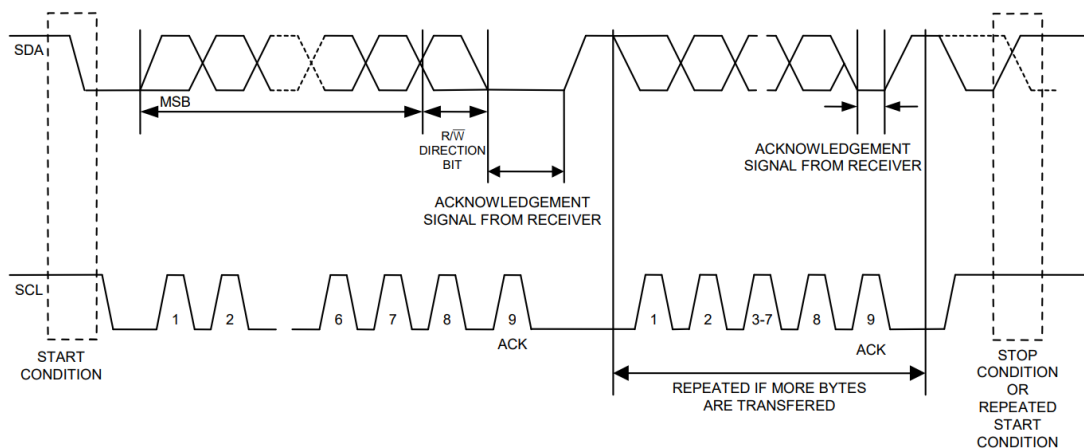 SDA
MSB
R/W̅
DIRECTION
BIT
ACKNOWLEDGEMENT
SIGNAL FROM RECEIVER
ACKNOWLEDGEMENT
SIGNAL FROM RECEIVER
SCL
1 2 6 7 8 9 1 2 3-7 8 9
ACK ACK
START
CONDITION
REPEATED IF MORE BYTES
ARE TRANSFERED
STOP
CONDITION
OR
REPEATED
START
CONDITION